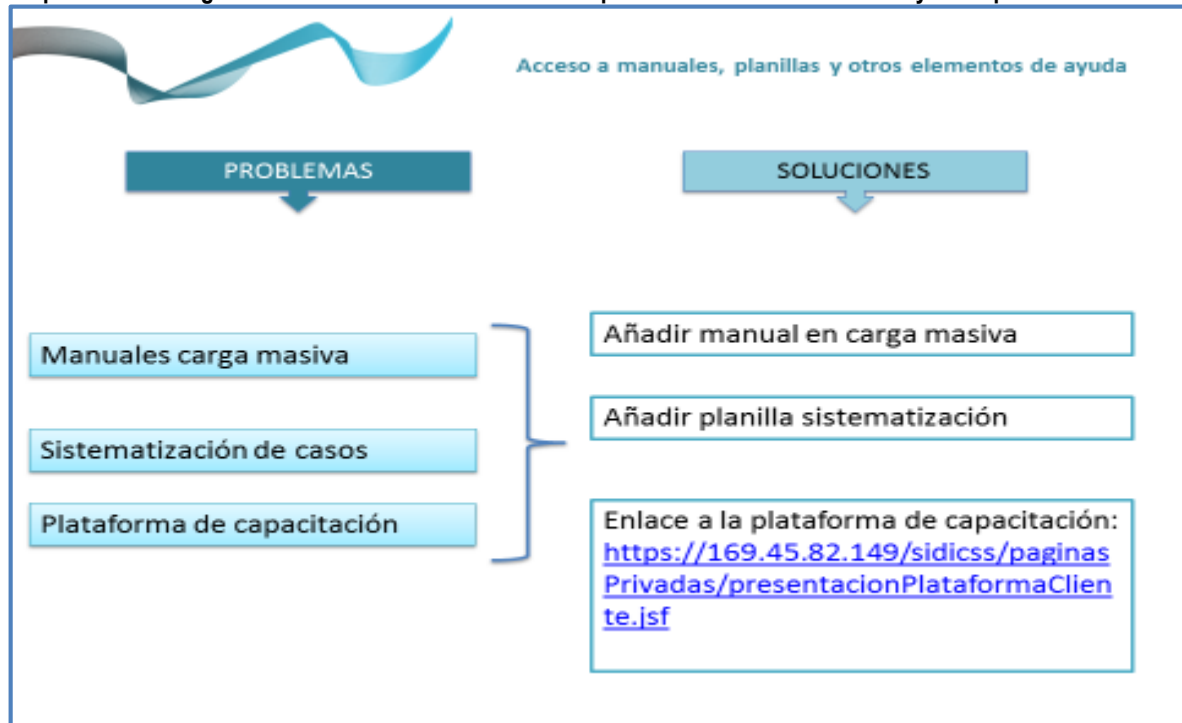 Acceso a manuales, planillas y otros elementos de ayuda
PROBLEMAS
SOLUCIONES
Manuales carga masiva
Sistematización de casos
Plataforma de capacitación
Añadir manual en carga masiva
Añadir planilla sistematización
Enlace a la plataforma de capacitación:
https://169.45.82.149/sidicss/paginas
Privadas/presentacionPlataformaClien
te.jsf